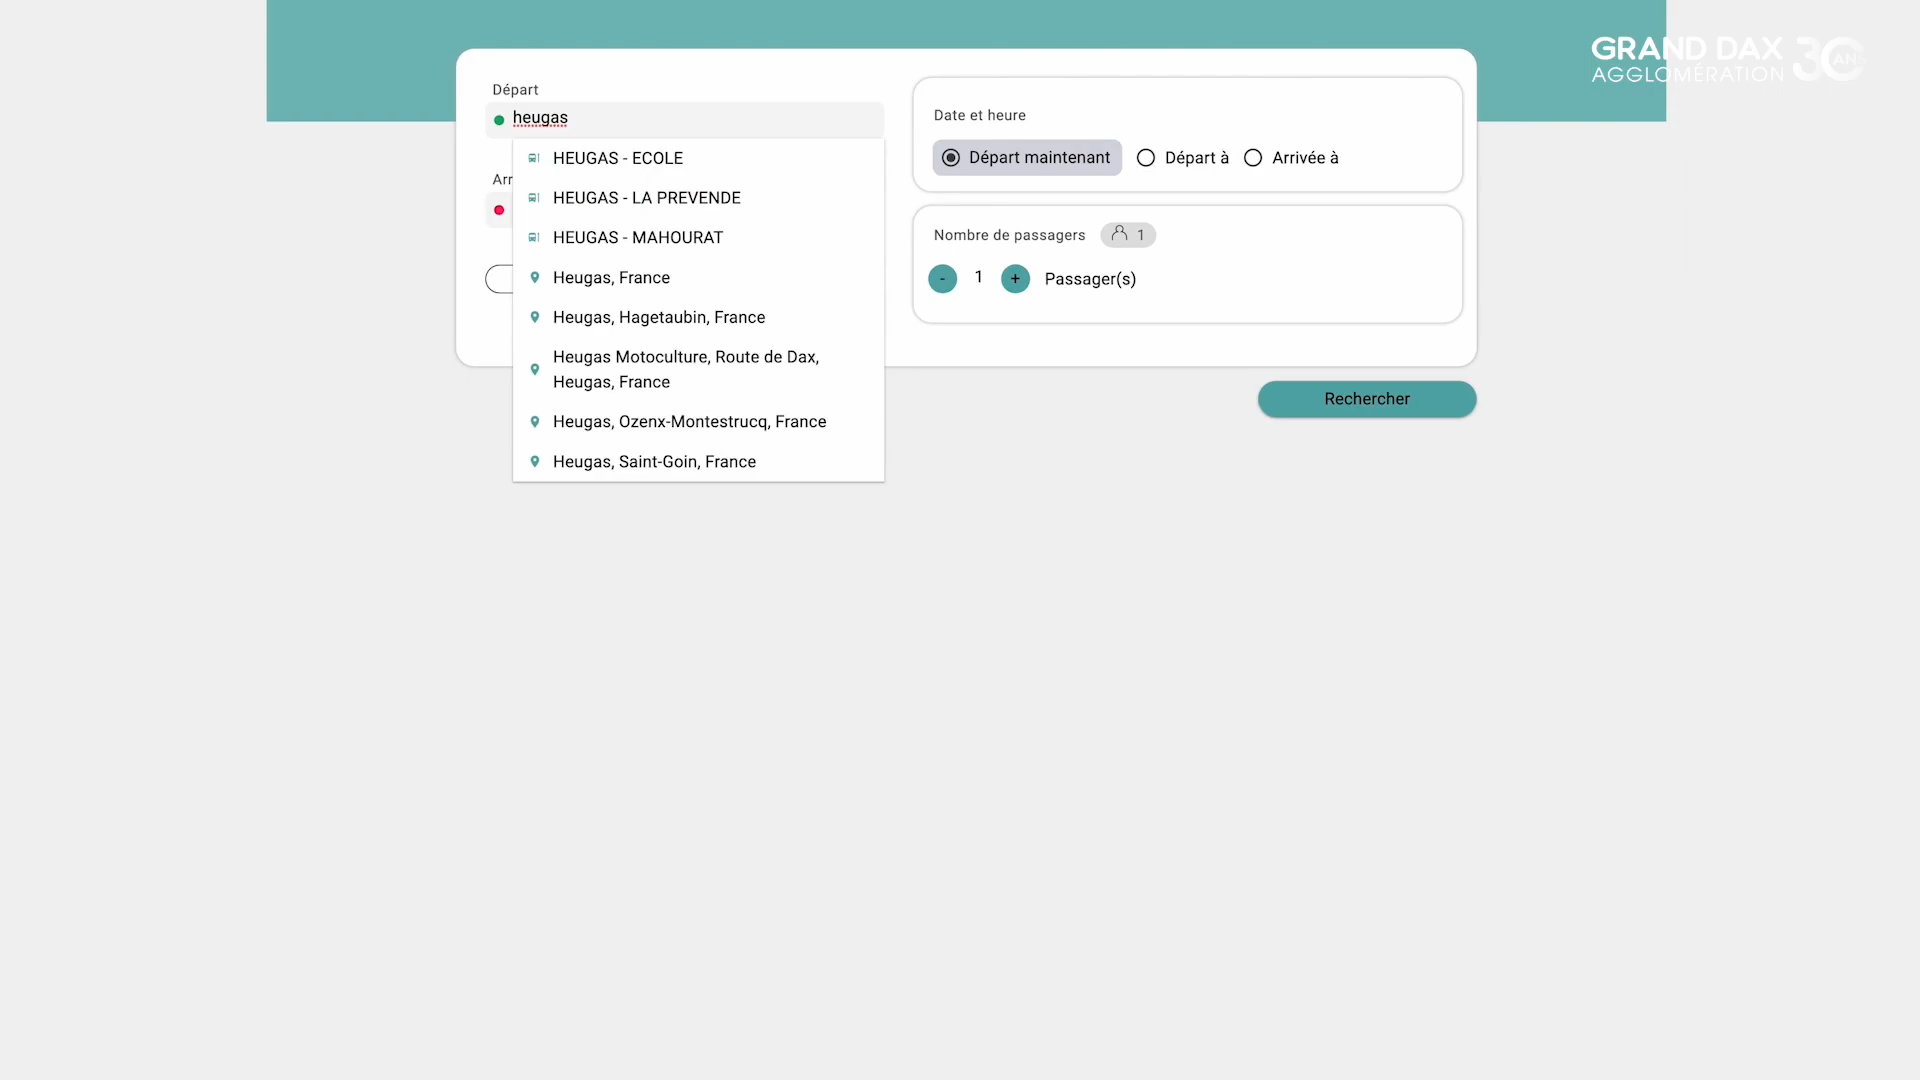 GRAND DAX 30 ANS
AGGLOMÉRATION
Départ
heugas
HEUGAS - ECOLE
HEUGAS - LA PREVENDE
HEUGAS - MAHOURAT
Heugas, France
Heugas, Hagetaubin, France
Heugas Motoculture, Route de Dax,
Heugas, France
Heugas, Ozenx-Montestrucq, France
Heugas, Saint-Goin, France
Arr
Date et heure
Départ maintenant
Départ à
Arrivée à
Nombre de passagers
1
- 1 + Passager(s)
Rechercher